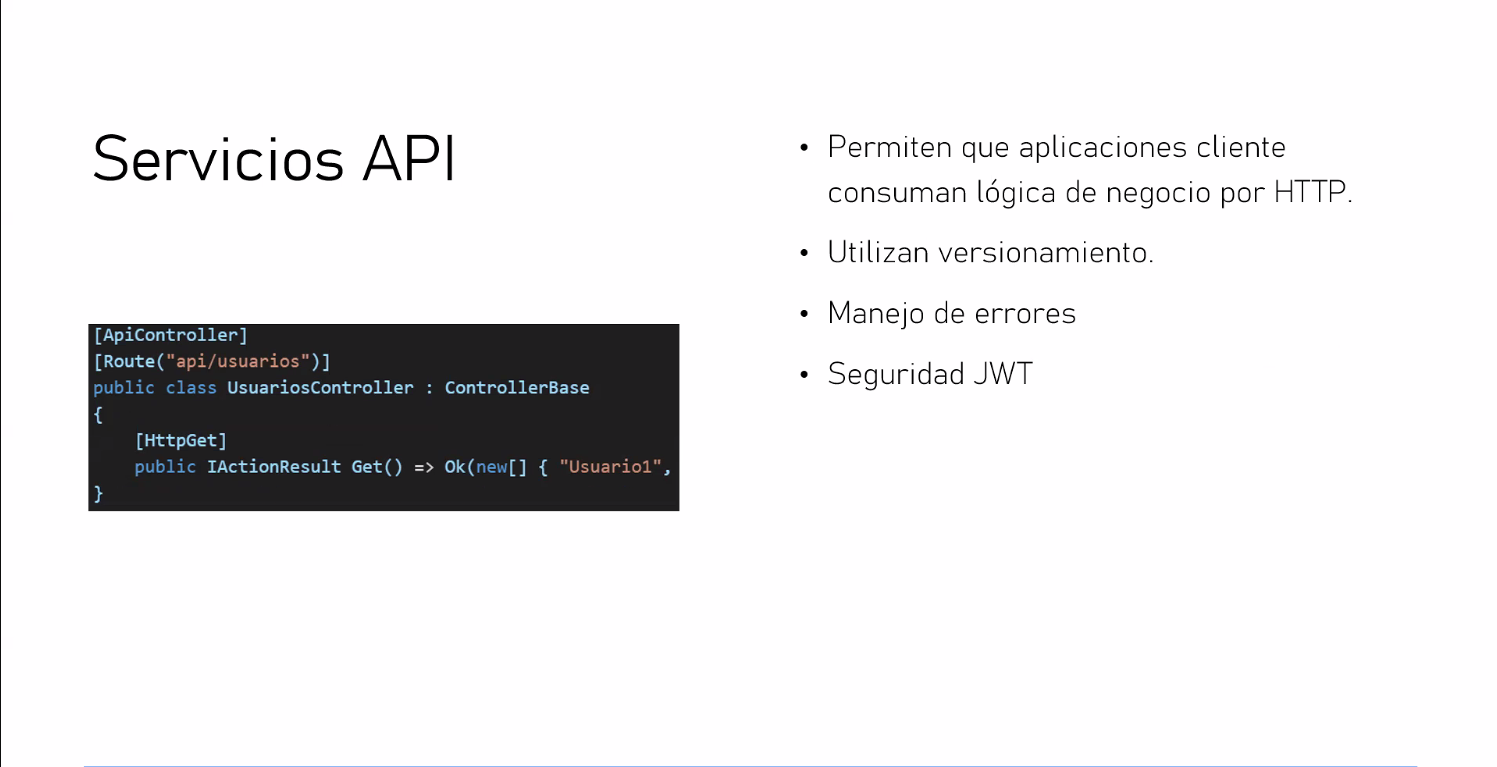 Servicios API
[ApiController]
[Route("api/usuarios")]
public class UsuariosController : ControllerBase
{
    [HttpGet]
    public IActionResult Get() => Ok(new[] { "Usuario1",
}
• Permiten que aplicaciones cliente
consuman lógica de negocio por HTTP.
• Utilizan versionamiento.
• Manejo de errores
• Seguridad JWT